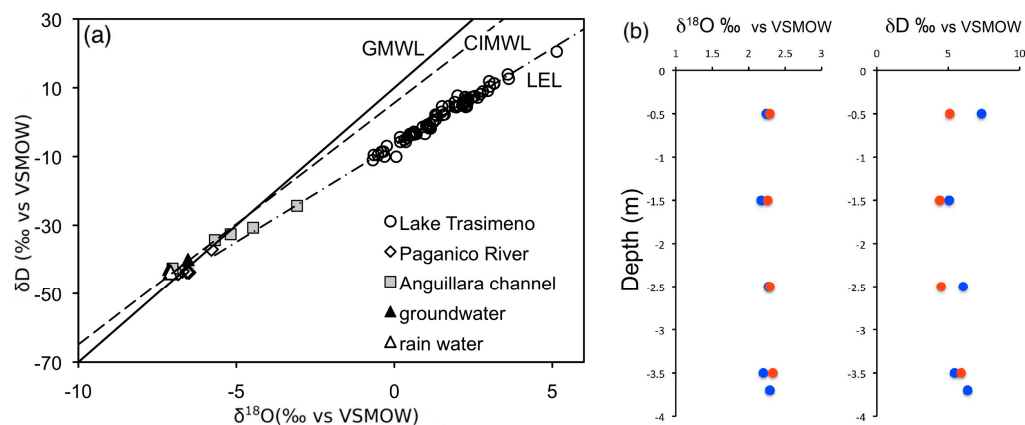 (a)
GMWL
CIMWL
LEL
30
10
-10
-30
-50
-70
δD (‰ vs VSMOW)
Lake Trasimeno
Paganico River
Anguillara channel
groundwater
rain water
-10
-5
0
5
δ¹⁸O(‰ vs VSMOW)
(b)
δ¹⁸O ‰ vs VSMOW
1
1.5
2
2.5
3
δD ‰ vs VSMOW
0
5
10
Depth (m)
0
-0.5
-1
-1.5
-2
-2.5
-3
-3.5
-4
0
-0.5
-1
-1.5
-2
-2.5
-3
-3.5
-4